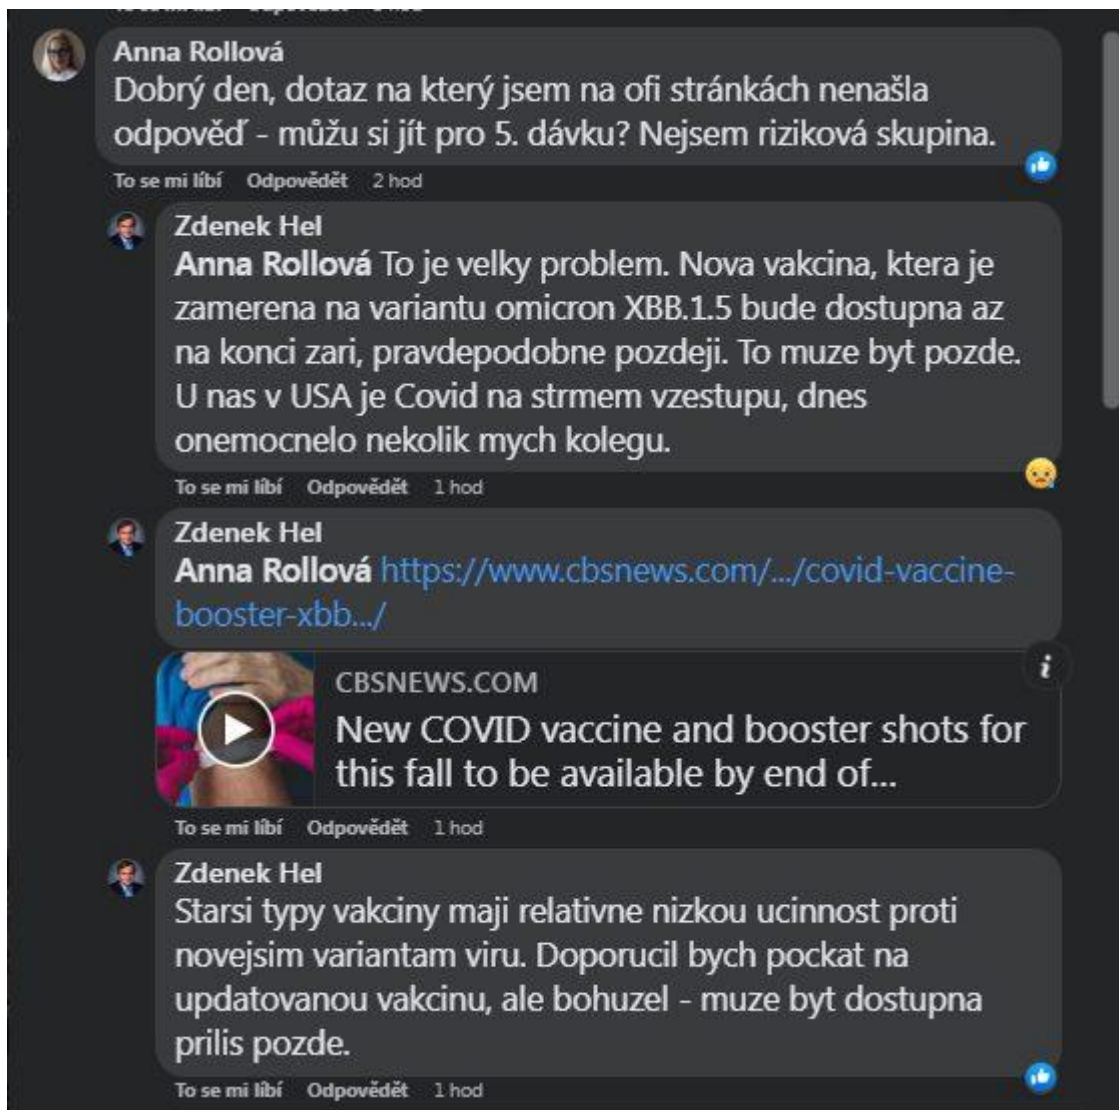 Anna Rollová
Dobrý den, dotaz na který jsem na ofi stránkách nenašla
odpověď - můžu si jít pro 5. dávku? Nejsem riziková skupina.
To se mi líbí Odpovědět 2 hod
Zdenek Hel
Anna Rollová To je velky problem. Nova vakcina, ktera je
zamerena na variantu omicron XBB.1.5 bude dostupna az
na konci zari, pravdepodobne pozdeji. To muze byt pozde.
U nas v USA je Covid na strmem vzestupu, dnes
onemocnelo nekolik mych kolegu.
To se mi líbí Odpovědět 1 hod
Zdenek Hel
Anna Rollová https://www.cbsnews.com/.../covid-vaccine-
booster-xbb.../
CBSNEWS.COM
New COVID vaccine and booster shots for
this fall to be available by end of...
To se mi líbí Odpovědět 1 hod
Zdenek Hel
Starsi typy vakciny maji relativne nizkou ucinnost proti
novejsim variantam viru. Doporucil bych pockat na
updatovanou vakcinu, ale bohuzel - muze byt dostupna
prilis pozde.
To se mi líbí Odpovědět 1 hod